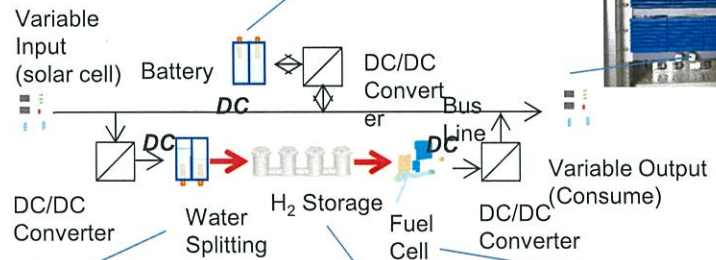 Variable
Input
(solar cell)
Battery
DC/DC
Convert
er
DC
Bus
Line
DC
DC
Variable Output
(Consume)
DC/DC
Converter
Water
Splitting
H₂ Storage
Fuel
Cell
DC/DC
Converter